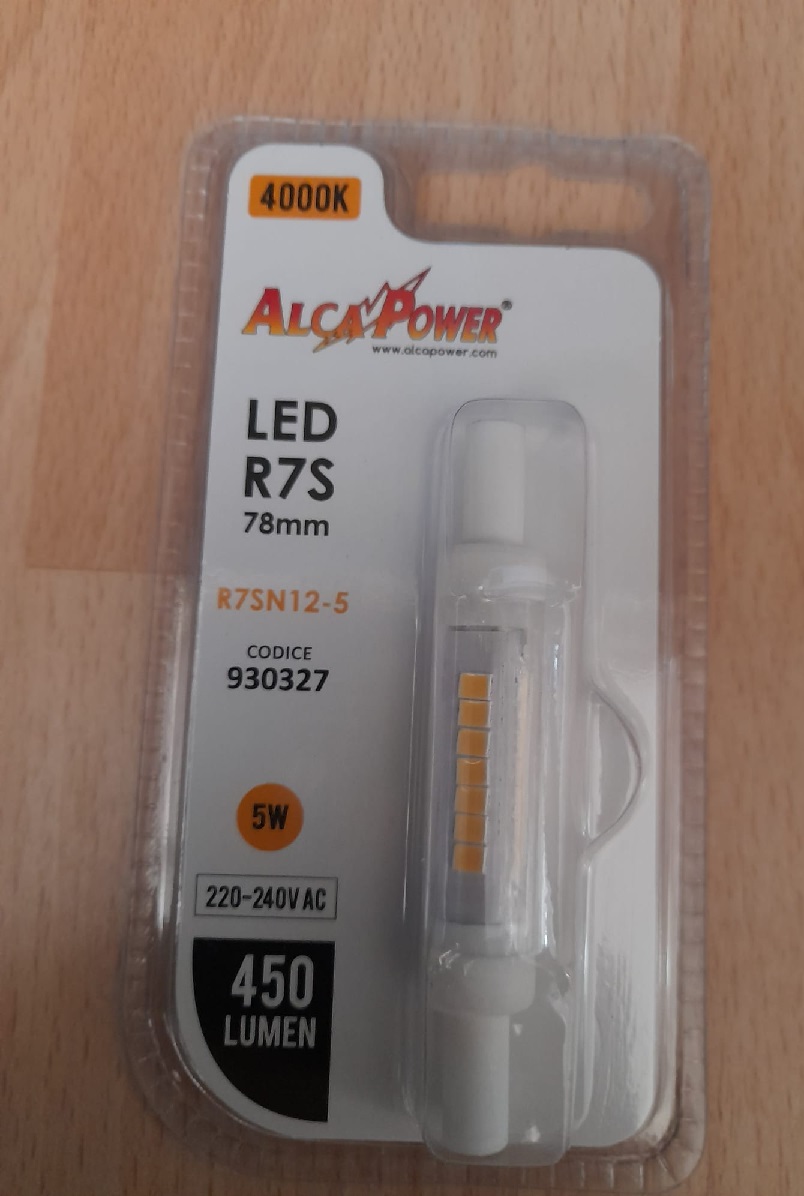 4000K
ALCAPOWER®
www.alcapower.com
LED
R7S
78mm
R7SN12-5
CODICE
930327
5W
220-240V AC
450
LUMEN